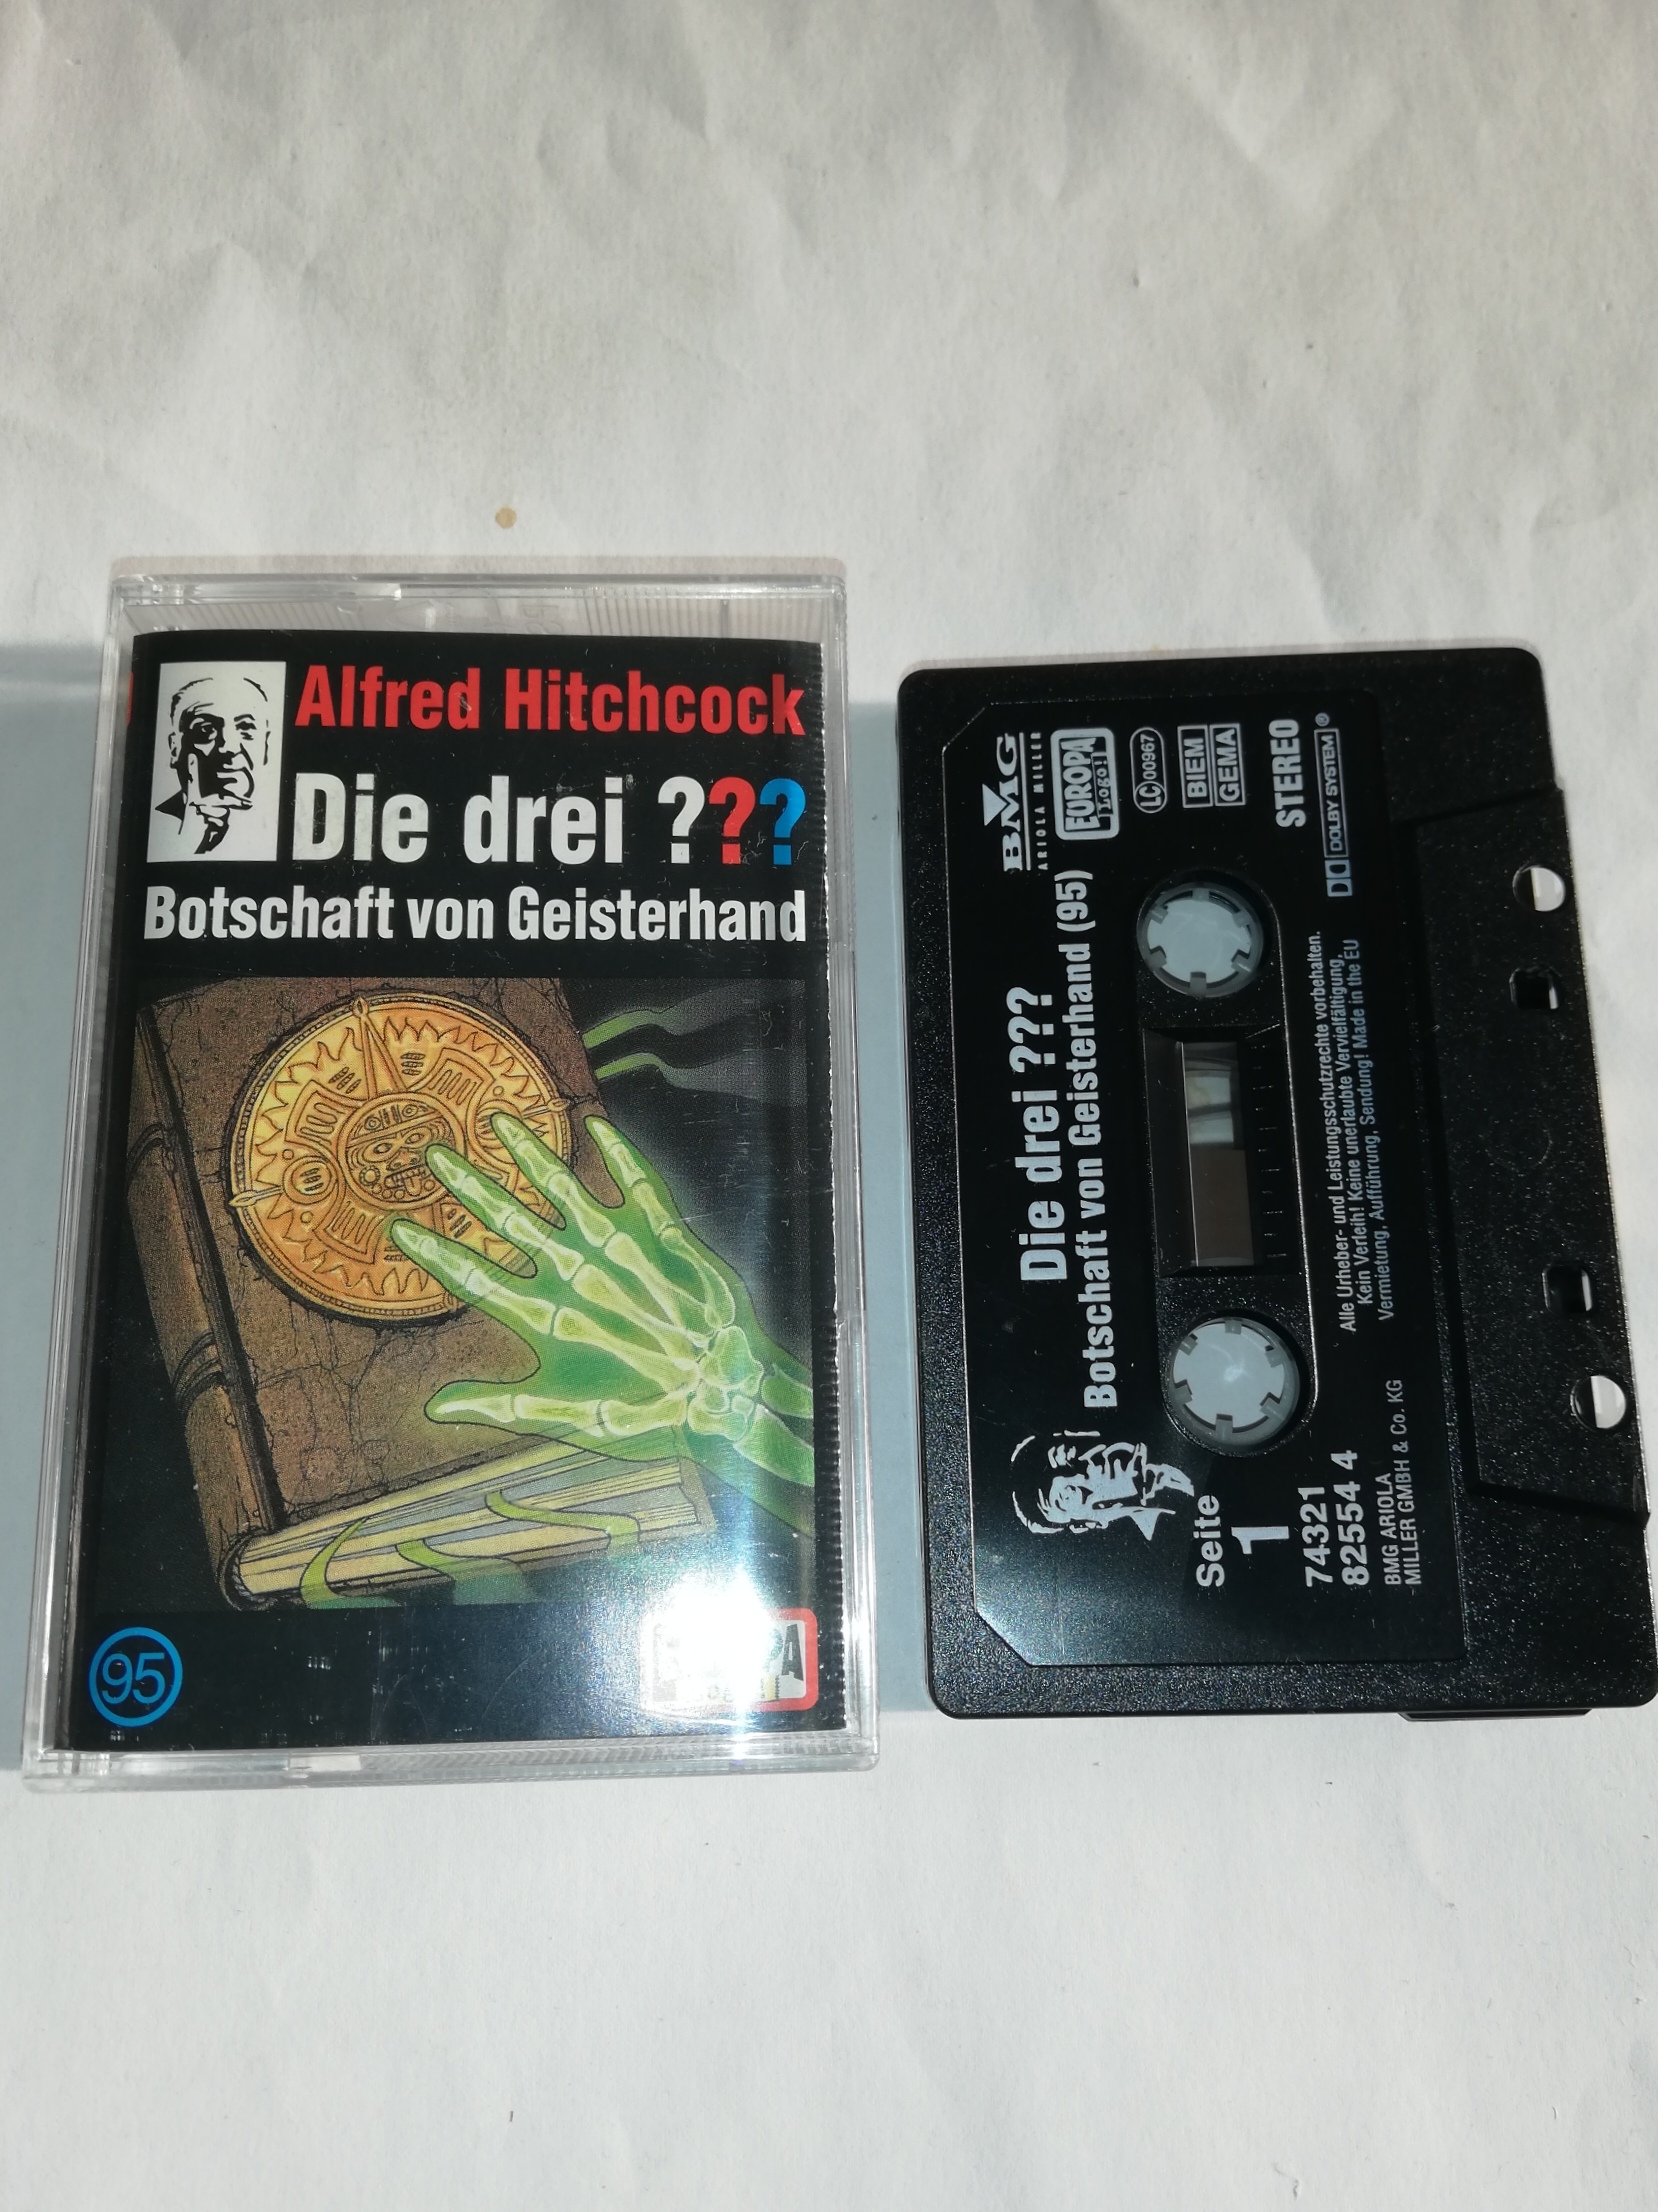 Alfred Hitchcock
Die drei ???
Botschaft von Geisterhand
95
BMG
ARIOLA MILLER
EUROPA
logo!
LC 00967
BIEM
GEMA
STEREO
DOLBY SYSTEM ®
Die drei ???
Botschaft von Geisterhand (95)
Seite
1
74321
82554 4
BMG ARIOLA
MILLER GMBH & Co. KG
Alle Urheber- und Leistungsschutzrechte vorbehalten.
Kein Verleih! Keine unerlaubte Vervielfältigung,
Vermietung, Aufführung, Sendung! Made in the EU